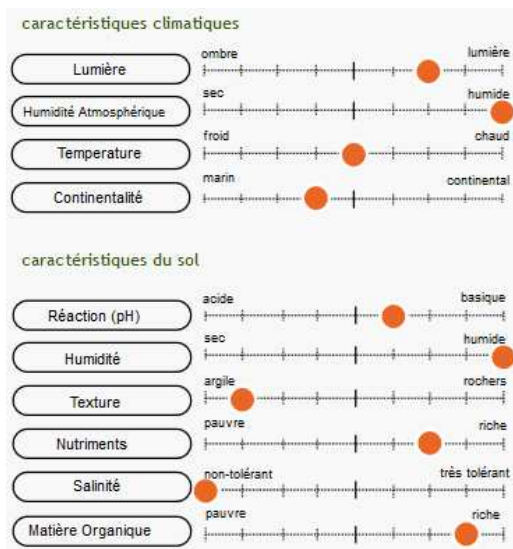 caractéristiques climatiques
Lumière
ombre
lumière
Humidité Atmosphérique
sec
humide
Temperature
froid
chaud
Continentalité
marin
continental
caractéristiques du sol
Réaction (pH)
acide
basique
Humidité
sec
humide
Texture
argile
rochers
Nutriments
pauvre
riche
Salinité
non-tolérant
très tolérant
Matière Organique
pauvre
riche